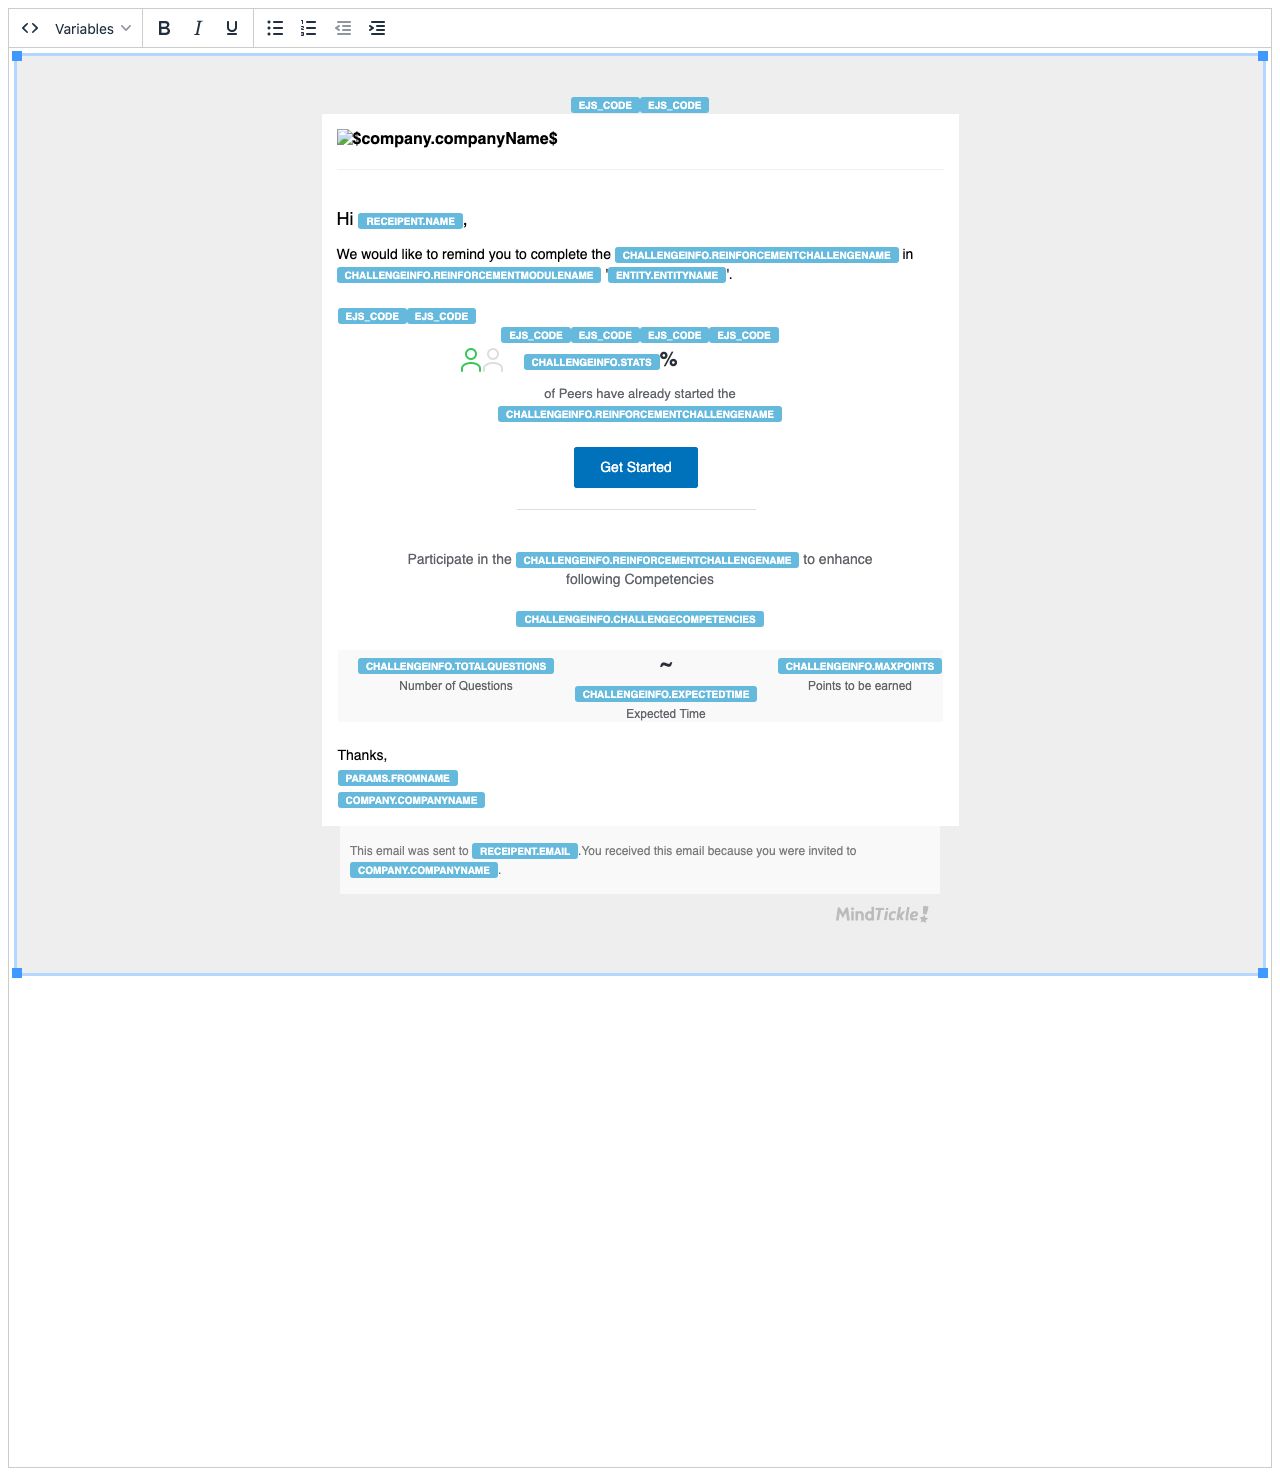 Variables B I U
EJS_CODE EJS_CODE
$company.companyName$
Hi RECEIPENT.NAME,
We would like to remind you to complete the CHALLENGEINFO.REINFORCEMENTCHALLENGENAME in
CHALLENGEINFO.REINFORCEMENTMODULENAME 'ENTITY.ENTITYNAME'.
EJS_CODE EJS_CODE
EJS_CODE EJS_CODE EJS_CODE EJS_CODE
CHALLENGEINFO.STATS %
of Peers have already started the
CHALLENGEINFO.REINFORCEMENTCHALLENGENAME
Get Started
Participate in the CHALLENGEINFO.REINFORCEMENTCHALLENGENAME to enhance
following Competencies
CHALLENGEINFO.CHALLENGECOMPETENCIES
CHALLENGEINFO.TOTALQUESTIONS
Number of Questions
~
CHALLENGEINFO.EXPECTEDTIME
Expected Time
CHALLENGEINFO.MAXPOINTS
Points to be earned
Thanks,
PARAMS.FROMNAME
COMPANY.COMPANYNAME
This email was sent to RECEIPENT.EMAIL.You received this email because you were invited to
COMPANY.COMPANYNAME.
MindTickle!